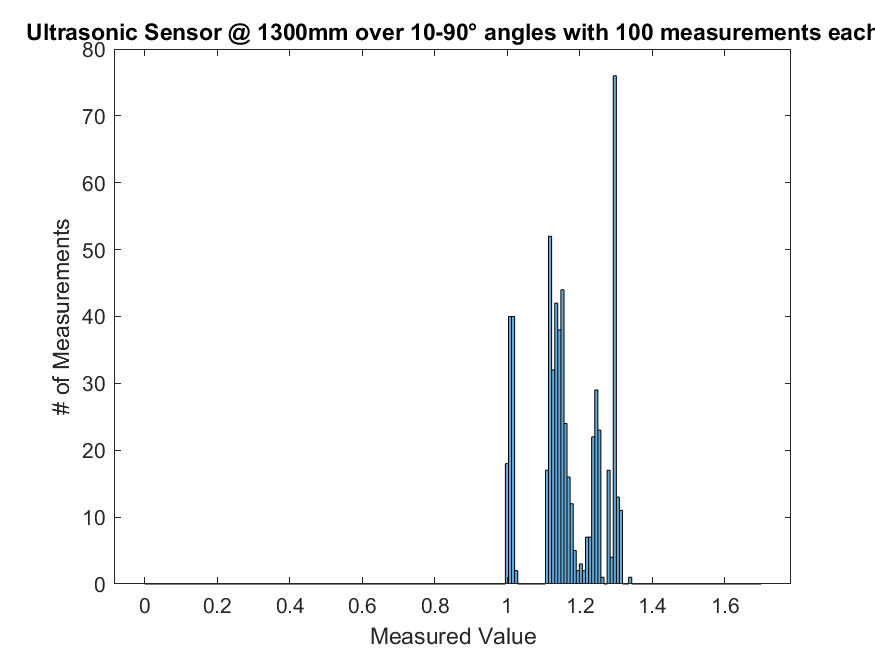 Ultrasonic Sensor @ 1300mm over 10-90° angles with 100 measurements each
80
70
60
50
40
30
20
10
0
# of Measurements
0 0.2 0.4 0.6 0.8 1 1.2 1.4 1.6
Measured Value